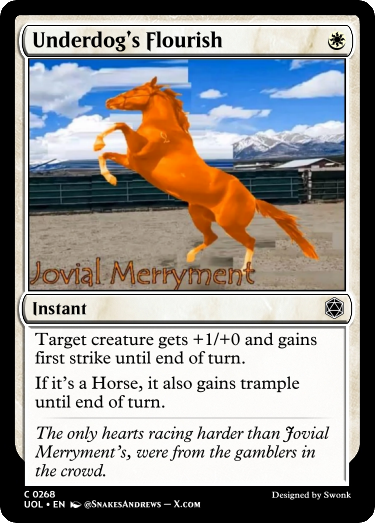 Underdog's Flourish
Jovial Merryment
Instant
Target creature gets +1/+0 and gains
first strike until end of turn.
If it's a Horse, it also gains trample
until end of turn.
The only hearts racing harder than Jovial
Merryment's, were from the gamblers in
the crowd.
C 0268
UOL • EN @SnakesAndrews — X.com
Designed by Swonk